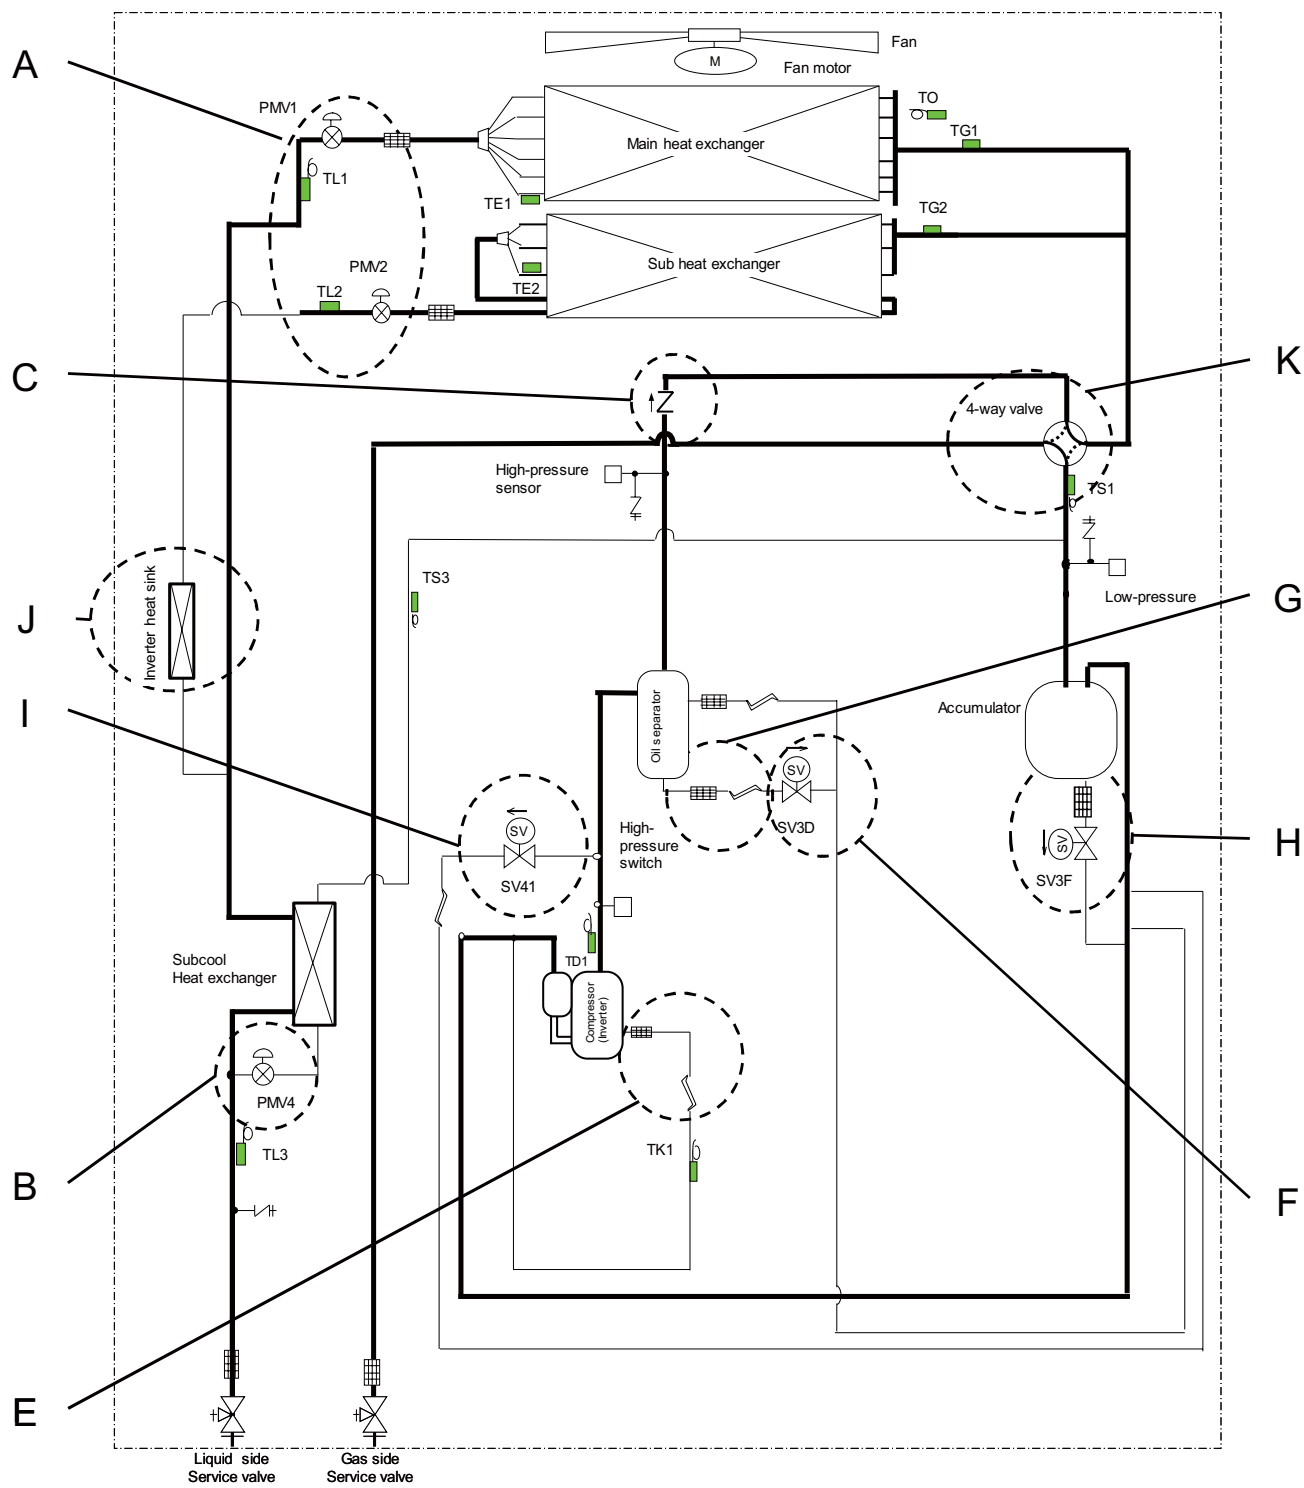 Fan
M
Fan motor
A
PMV1
TO
TG1
Main heat exchanger
TL1
TE1
TG2
PMV2
Sub heat exchanger
TL2
TE2
C
K
4-way valve
High-pressure
sensor
TS1
TS3
Low-pressure
G
J
Inverter heat sink
I
Oil separator
Accumulator
SV
SV3D
SV
SV41
High-
pressure
switch
SV
SV3F
H
TD1
Subcool
Heat exchanger
Compressor
(Inverter)
PMV4
TL3
TK1
B
F
E
Liquid side
Service valve
Gas side
Service valve